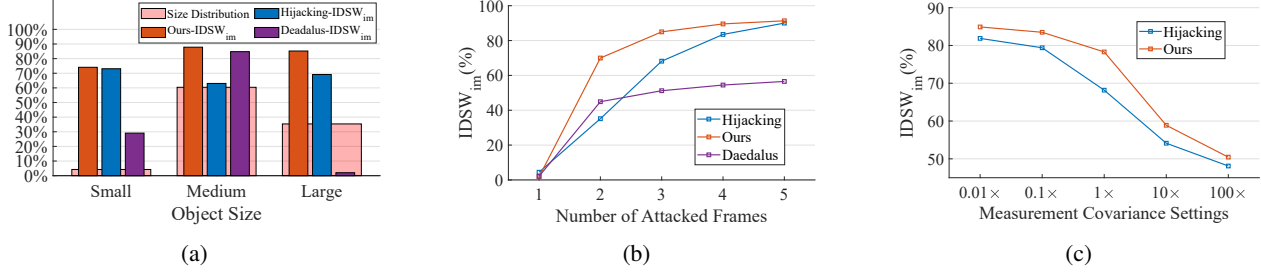 100%
90%
80%
70%
60%
50%
40%
30%
20%
10%
0%
Size Distribution
Hijacking-IDSW_im
Ours-IDSW_im
Deadalus-IDSW_im
Small Medium Large
Object Size
(a)
IDSW_im(%)
100
80
60
40
20
0
Hijacking
Ours
Daedalus
1 2 3 4 5
Number of Attacked Frames
(b)
IDSW_im(%)
90
80
70
60
50
Hijacking
Ours
0.01× 0.1× 1× 10× 100×
Measurement Covariance Settings
(c)